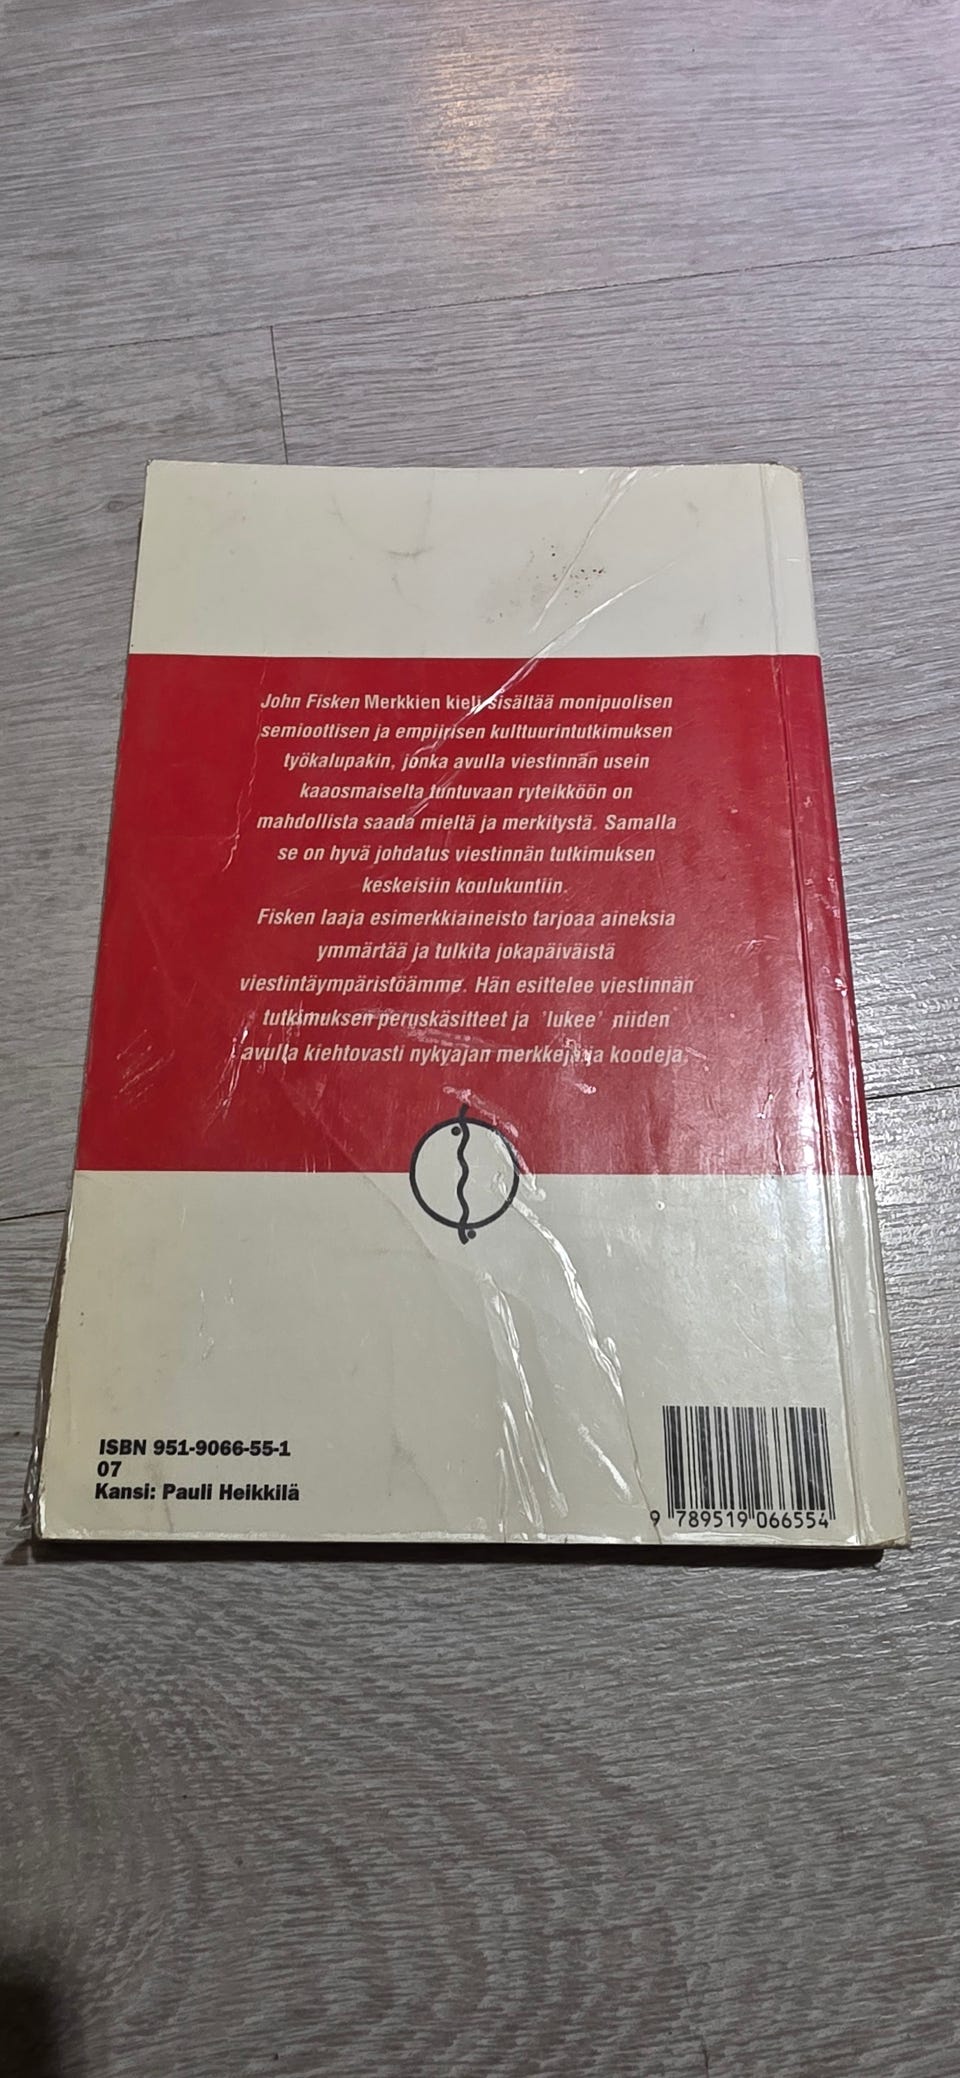 John Fisken Merkkien kieli sisältää monipuolisen
semioottisen ja empiirisen kulttuurintutkimuksen
työkalupakin, jonka avulla viestinnän usein
kaaosmaiselta tuntuvaan ryteikköön on
mahdollista saada mieltä ja merkitystä. Samalla
se on hyvä johdatus viestinnän tutkimuksen
keskeisiin koulukuntiin.
Fisken laaja esimerkkiaineisto tarjoaa aineksia
ymmärtää ja tulkita jokapäiväistä
viestintäympäristöämme. Hän esittelee viestinnän
tutkimuksen peruskäsitteet ja 'lukee' niiden
avulla kiehtovasti nykyajan merkkejä ja koodeja.
ISBN 951-9066-55-1
07
Kansi: Pauli Heikkilä
9 789519 066554